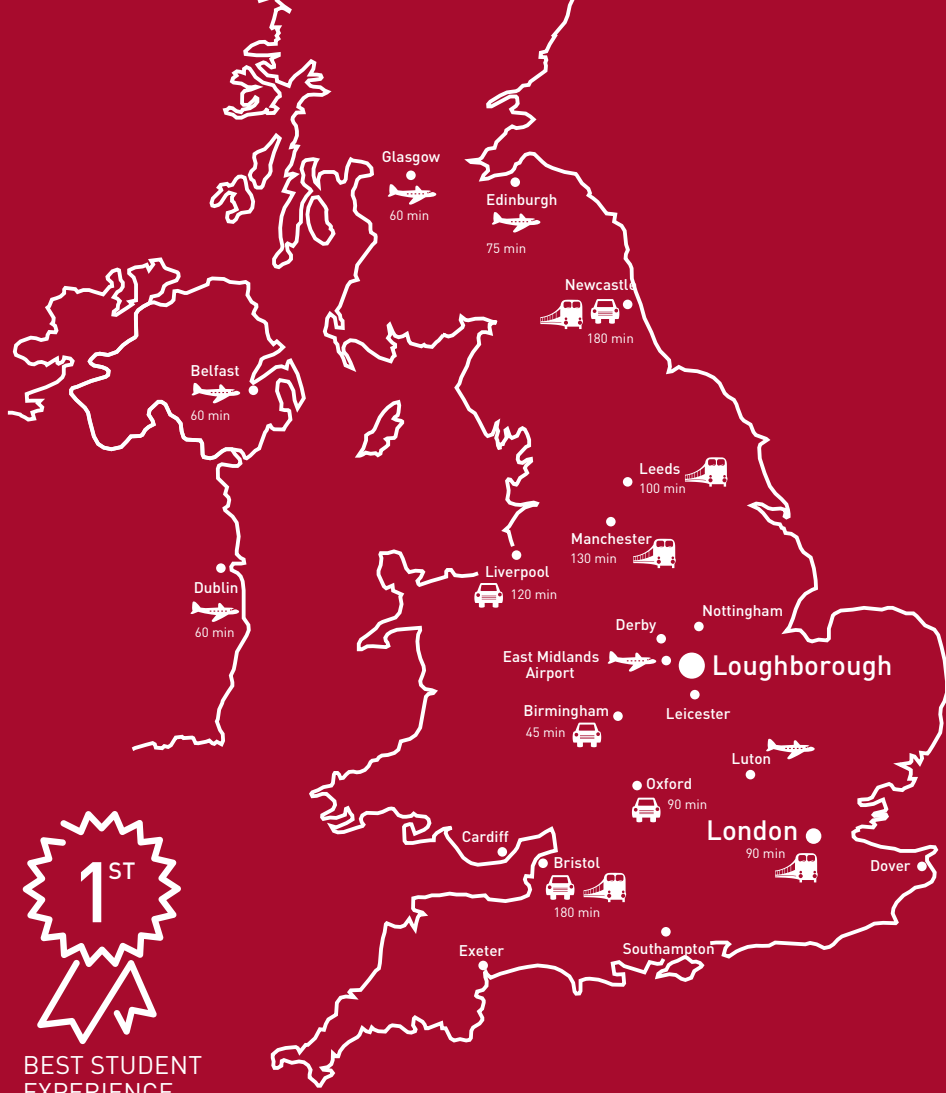 Glasgow
60 min
Edinburgh
75 min
Newcastle
180 min
Belfast
60 min
Leeds
100 min
Manchester
130 min
Liverpool
120 min
Dublin
60 min
Nottingham
Derby
East Midlands
Airport
Loughborough
Leicester
Birmingham
45 min
Luton
Oxford
90 min
London
90 min
Cardiff
Bristol
180 min
Dover
Southampton
Exeter
1ST
BEST STUDENT
EXPERIENCE